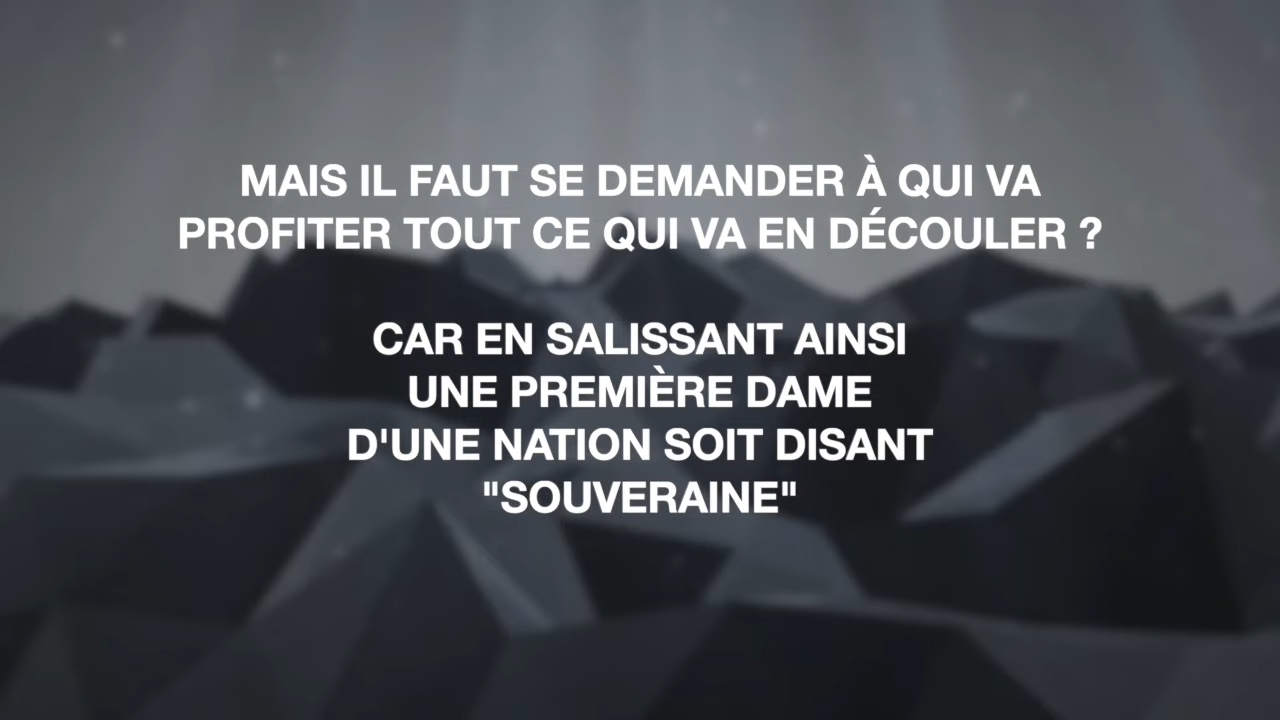 MAIS IL FAUT SE DEMANDER À QUI VA
PROFITER TOUT CE QUI VA EN DÉCOULER ?
CAR EN SALISSANT AINSI
UNE PREMIÈRE DAME
D'UNE NATION SOIT DISANT
"SOUVERAINE"